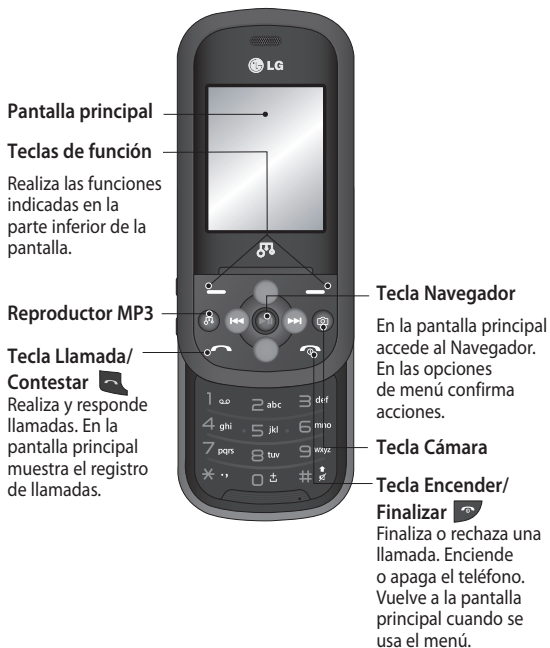 LG
Pantalla principal
Teclas de función
Realiza las funciones
indicadas en la
parte inferior de la
pantalla.
Reproductor MP3
Tecla Llamada/
Contestar
Realiza y responde
llamadas. En la
pantalla principal
muestra el registro
de llamadas.
Tecla Navegador
En la pantalla principal
accede al Navegador.
En las opciones
de menú confirma
acciones.
Tecla Cámara
Tecla Encender/
Finalizar
Finaliza o rechaza una
llamada. Enciende
o apaga el teléfono.
Vuelve a la pantalla
principal cuando se
usa el menú.
1 2 abc 3 def
4 ghi 5 jkl 6 mno
7 pqrs 8 tuv 9 wxyz
* 0 #